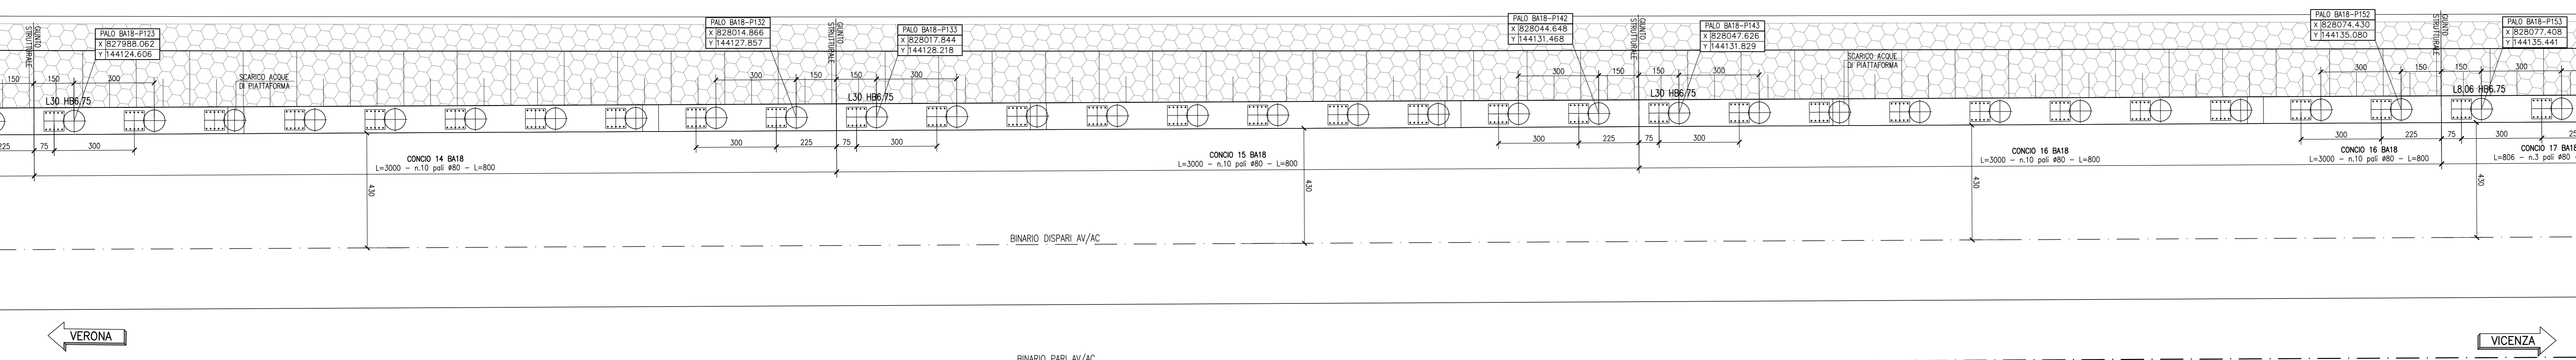 GIUNTO
STRUTTURALE
PALO BA18-P123
X 827988.062
Y 144124.606
150
150
300
L30 HB6,75
SCARICO ACQUE
DI PIATTAFORMA
225
75
300
CONCIO 14 BA18
L=3000 - n.10 pali ø80 - L=800
430
PALO BA18-P132
X 828014.866
Y 144127.857
GIUNTO
STRUTTURALE
PALO BA18-P133
X 828017.844
Y 144128.218
300
150
150
300
L30 HB6,75
300
225
75
300
CONCIO 15 BA18
L=3000 - n.10 pali ø80 - L=800
430
PALO BA18-P142
X 828044.648
Y 144131.468
GIUNTO
STRUTTURALE
PALO BA18-P143
X 828047.626
Y 144131.829
300
150
150
300
L30 HB6,75
SCARICO ACQUE
DI PIATTAFORMA
300
225
75
300
CONCIO 16 BA18
L=3000 - n.10 pali ø80 - L=800
430
PALO BA18-P152
X 828074.430
Y 144135.080
GIUNTO
STRUTTURALE
PALO BA18-P153
X 828077.408
Y 144135.441
300
150
150
300
L8,06 HB6,75
300
225
75
300
CONCIO 16 BA18
L=3000 - n.10 pali ø80 - L=800
CONCIO 17 BA18
L=806 - n.3 pali ø80
430
BINARIO DISPARI AV/AC
VERONA
VICENZA
BINARIO PARI AV/AC